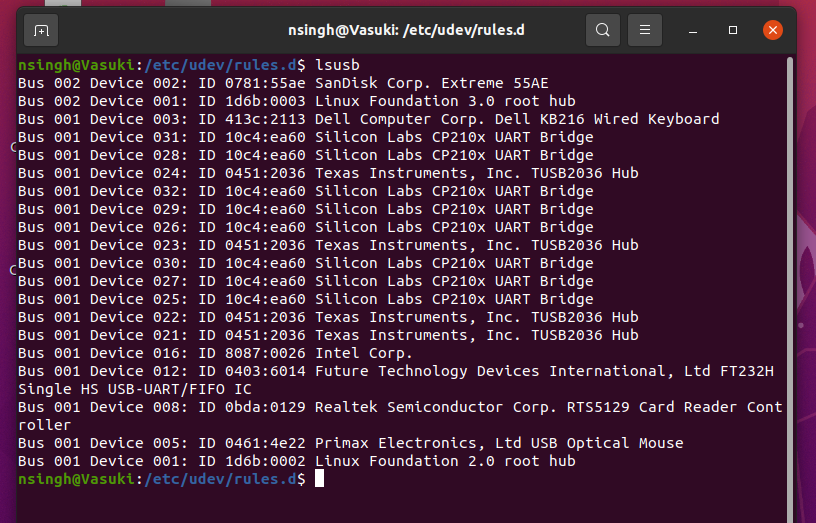 nsingh@Vasuki: /etc/udev/rules.d
nsingh@Vasuki:/etc/udev/rules.d$ lsusb
Bus 002 Device 002: ID 0781:55ae SanDisk Corp. Extreme 55AE
Bus 002 Device 001: ID 1d6b:0003 Linux Foundation 3.0 root hub
Bus 001 Device 003: ID 413c:2113 Dell Computer Corp. Dell KB216 Wired Keyboard
Bus 001 Device 031: ID 10c4:ea60 Silicon Labs CP210x UART Bridge
Bus 001 Device 028: ID 10c4:ea60 Silicon Labs CP210x UART Bridge
Bus 001 Device 024: ID 0451:2036 Texas Instruments, Inc. TUSB2036 Hub
Bus 001 Device 032: ID 10c4:ea60 Silicon Labs CP210x UART Bridge
Bus 001 Device 029: ID 10c4:ea60 Silicon Labs CP210x UART Bridge
Bus 001 Device 026: ID 10c4:ea60 Silicon Labs CP210x UART Bridge
Bus 001 Device 023: ID 0451:2036 Texas Instruments, Inc. TUSB2036 Hub
Bus 001 Device 030: ID 10c4:ea60 Silicon Labs CP210x UART Bridge
Bus 001 Device 027: ID 10c4:ea60 Silicon Labs CP210x UART Bridge
Bus 001 Device 025: ID 10c4:ea60 Silicon Labs CP210x UART Bridge
Bus 001 Device 022: ID 0451:2036 Texas Instruments, Inc. TUSB2036 Hub
Bus 001 Device 021: ID 0451:2036 Texas Instruments, Inc. TUSB2036 Hub
Bus 001 Device 016: ID 8087:0026 Intel Corp.
Bus 001 Device 012: ID 0403:6014 Future Technology Devices International, Ltd FT232H
Single HS USB-UART/FIFO IC
Bus 001 Device 008: ID 0bda:0129 Realtek Semiconductor Corp. RTS5129 Card Reader Cont
roller
Bus 001 Device 005: ID 0461:4e22 Primax Electronics, Ltd USB Optical Mouse
Bus 001 Device 001: ID 1d6b:0002 Linux Foundation 2.0 root hub
nsingh@Vasuki:/etc/udev/rules.d$